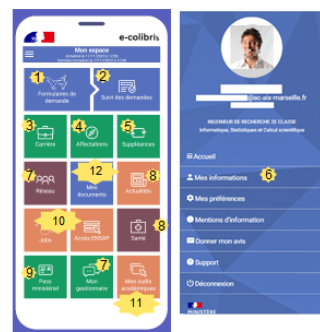 e-colibris
Mon espace
1
2
Formulaires de
demande
Suivi des demandes
3
4
5
Carrière
Affectations
Suppléances
7
12
8
Réseau
Mes
documents
Actualités
10
8
Jobs
Accès ENSAP
Santé
9
7
Pass
ministériel
Mon
gestionnaire
Mes outils
académiques
11
@ac-aix-marseille.fr
INGENIEUR DE RECHERCHE 2E CLASSE
Informatique, Statistiques et Calcul scientifique
Accueil
Mes informations
6
Mes préférences
Mentions d'information
Donner mon avis
Support
Déconnexion
MINISTÈRE